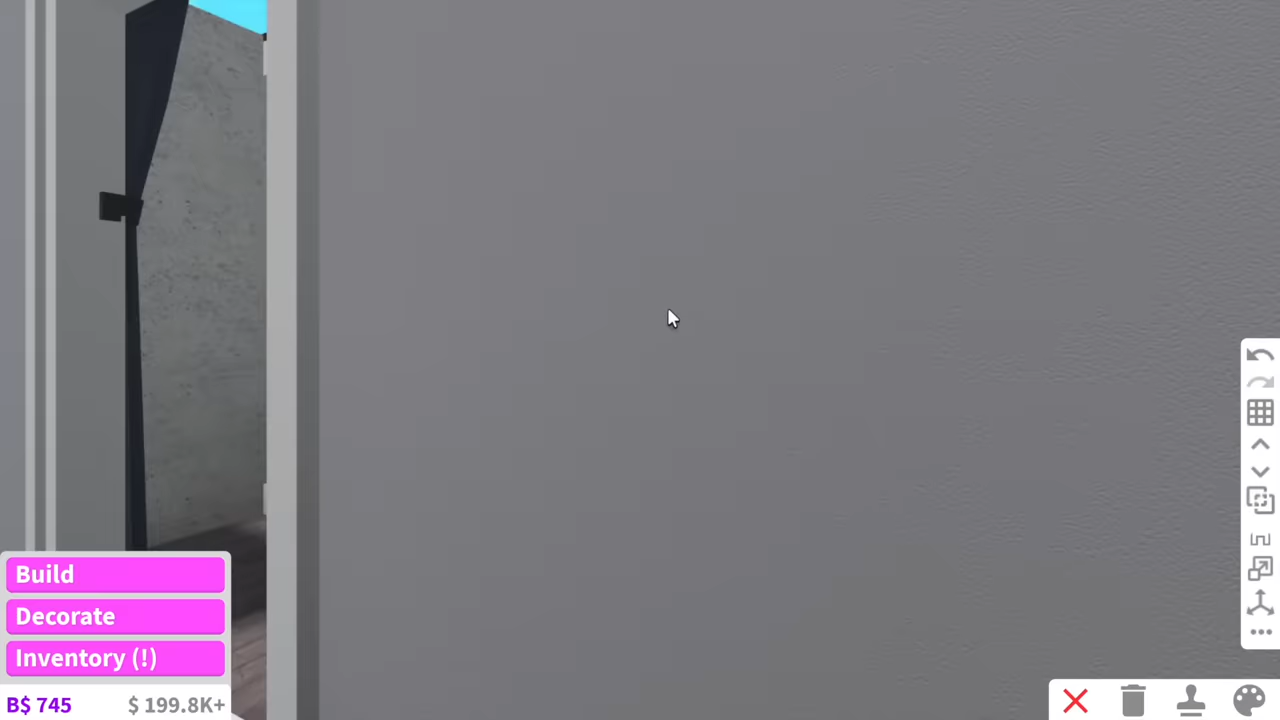 Build
Decorate
Inventory (!)
B$ 745 $ 199.8K+